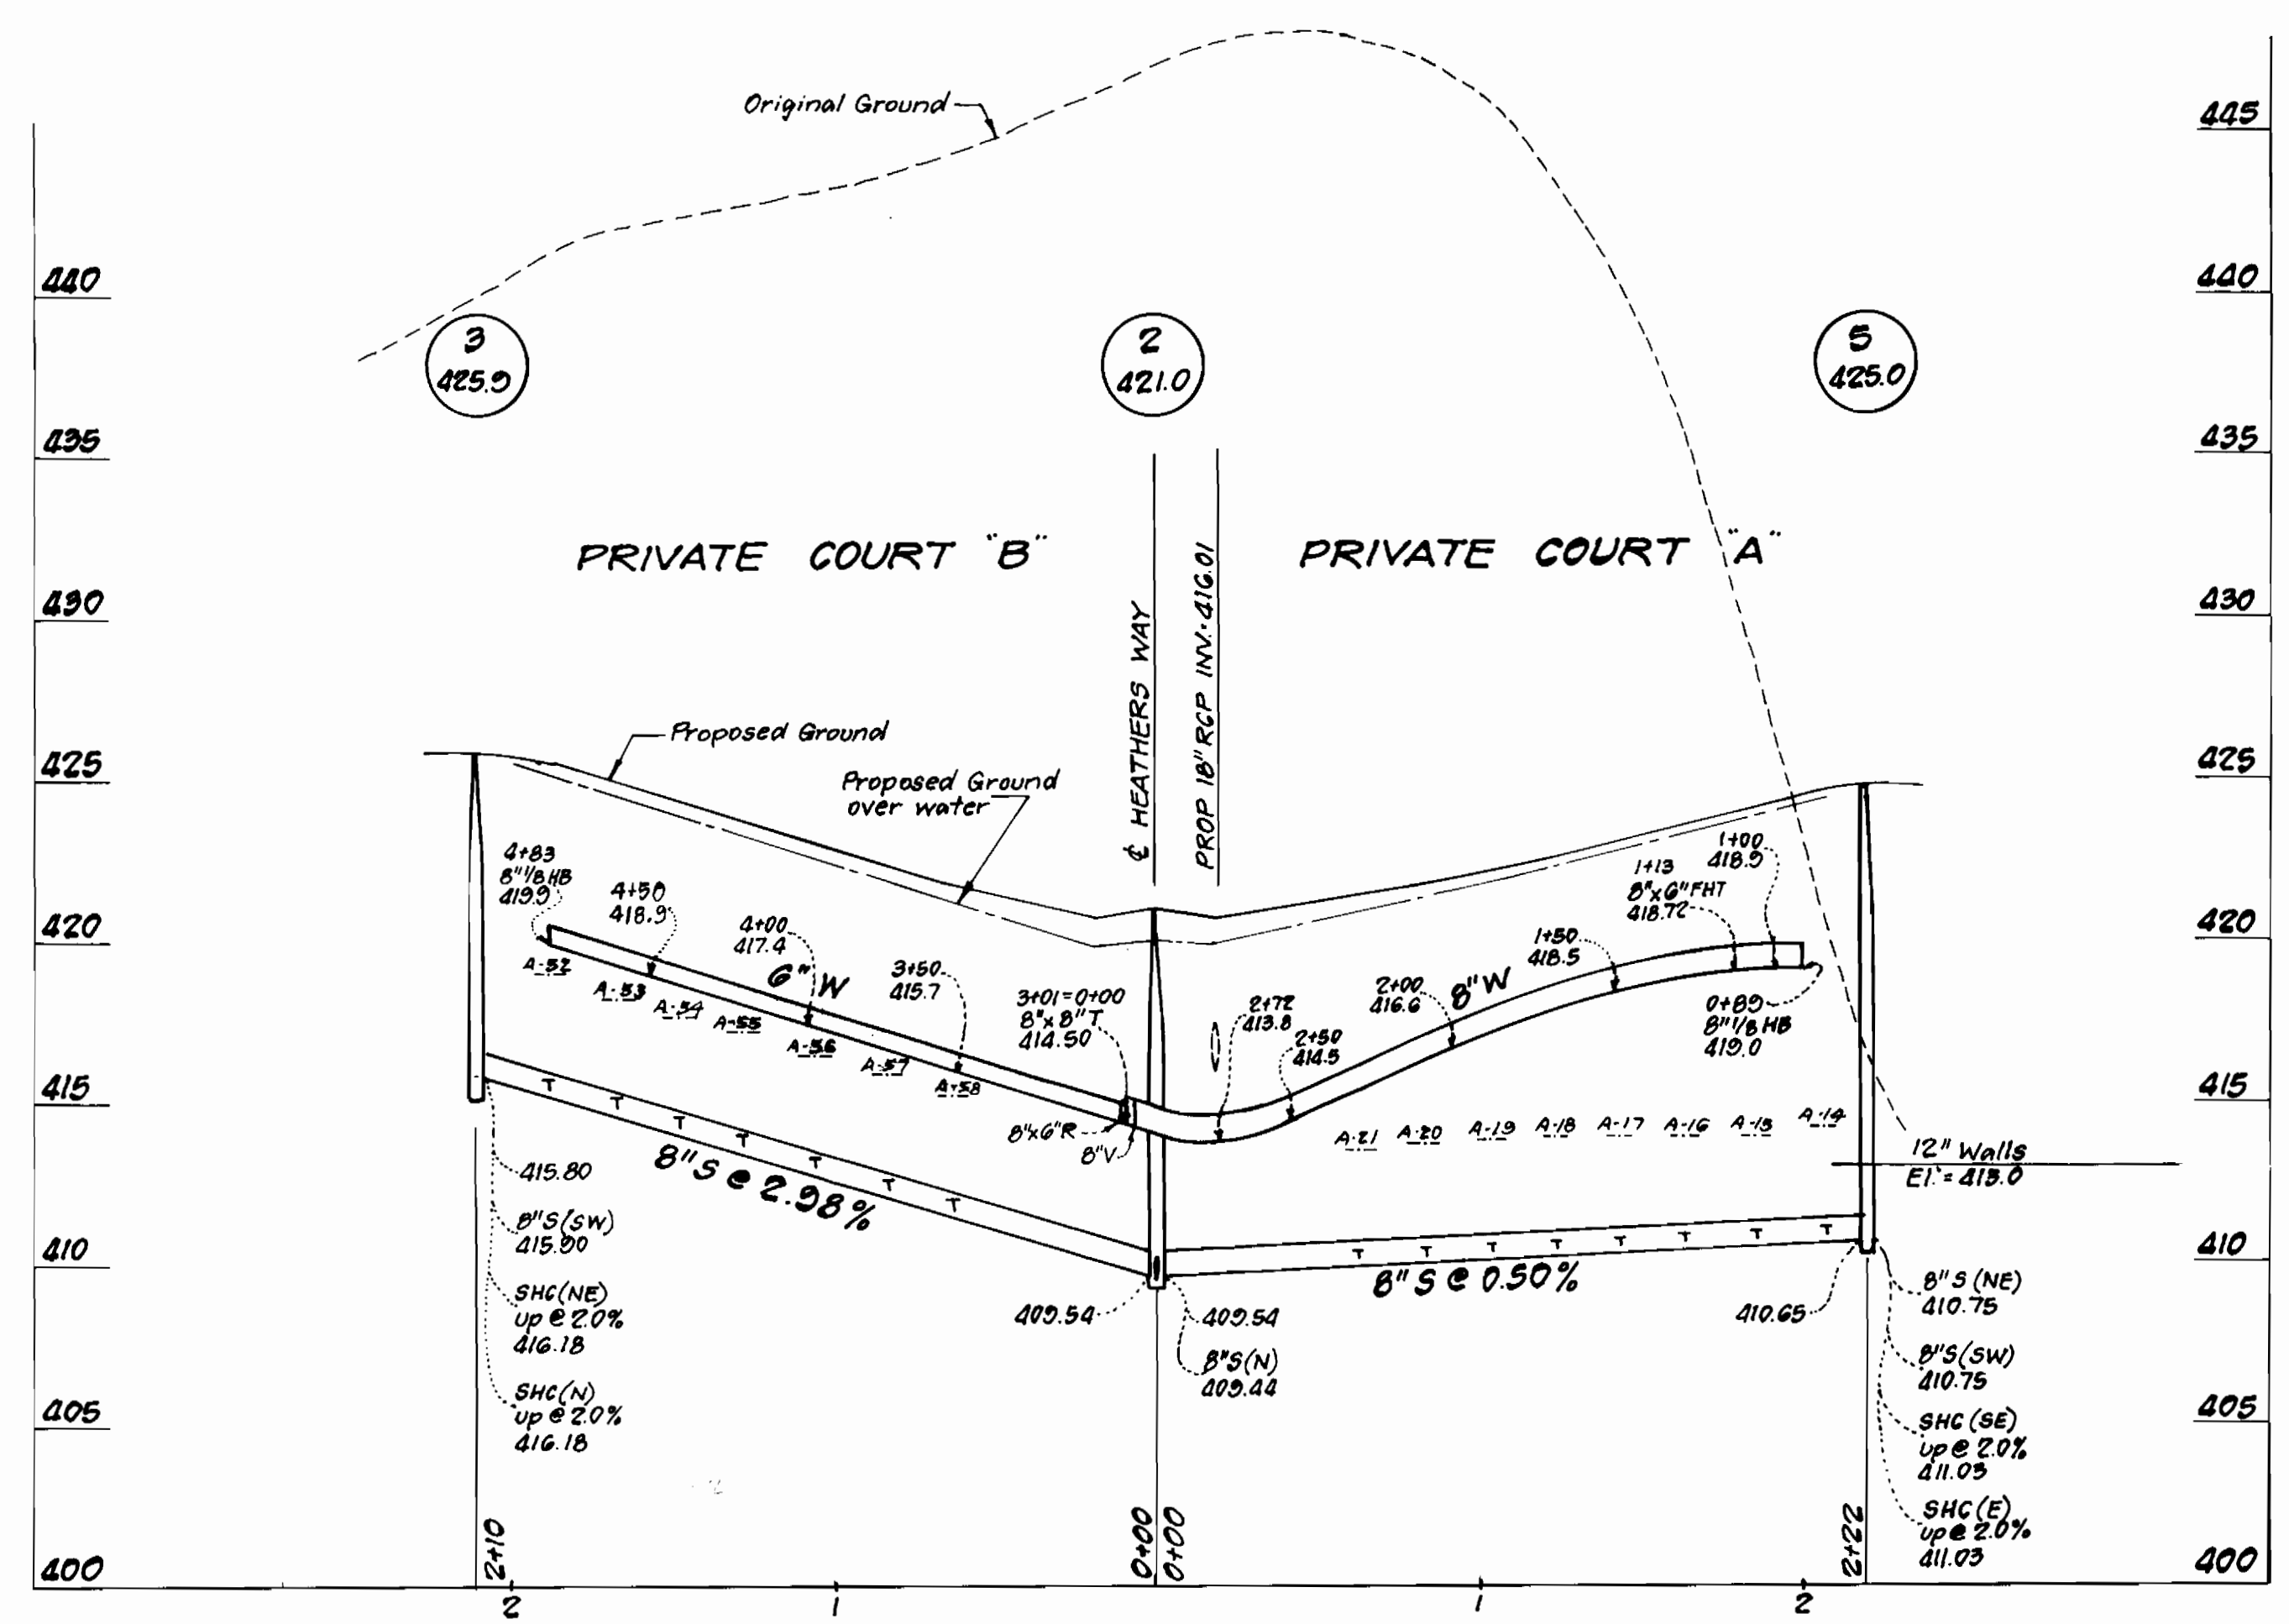 Original Ground
445
445
440
440
3
425.9
2
421.0
5
425.0
435
435
PRIVATE COURT "B"
PRIVATE COURT "A"
℄ HEATHERS WAY
PROP 18" RCP INV.=416.01
430
430
Proposed Ground
Proposed Ground
over water
425
425
4+83
8" 1/8 HB
419.9
4+50
418.9
4+00
417.4
6" W
3+50
415.7
3+01=0+00
8"x8"T
414.50
2+72
413.8
2+50
414.5
2+00
416.6
8"W
1+50
418.5
1+13
8"x6"FHT
418.72
1+00
418.9
0+89
8" 1/8 HB
419.0
420
420
A-52
A-53
A-54
A-55
A-56
A-57
A-58
8"x6"R
8"V
A-21
A-20
A-19
A-18
A-17
A-16
A-15
A-14
415
415
12" Walls
El. = 413.0
T T T T T T T
8" S @ 2.98%
T T T T T T T T
8" S @ 0.50%
415.80
8"S(SW)
415.90
SHC(NE)
up @ 2.0%
416.18
SHC(N)
up @ 2.0%
416.18
410
410
409.54
409.54
8"S(N)
409.44
410.65
8"S(NE)
410.75
8"S(SW)
410.75
SHC(SE)
up @ 2.0%
411.03
SHC(E)
up @ 2.0%
411.03
405
405
400
400
2+10
0+00
0+00
2+22
2
1
1
2